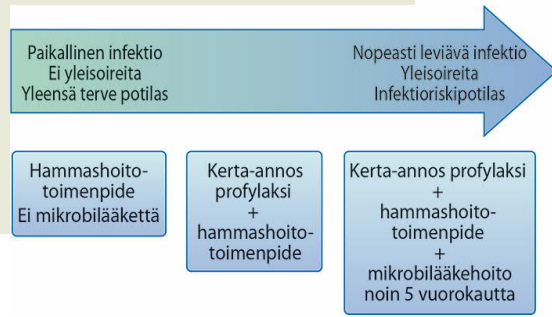 Paikallinen infektio
Ei yleisoireita
Yleensä terve potilas
Nopeasti leviävä infektio
Yleisoireita
Infektioriskipotilas
Hammashoito-
toimenpide
Ei mikrobilääkettä
Kerta-annos
profylaksi
+
hammashoito-
toimenpide
Kerta-annos profylaksi
+
hammashoito-
toimenpide
+
mikrobilääkehoito
noin 5 vuorokautta